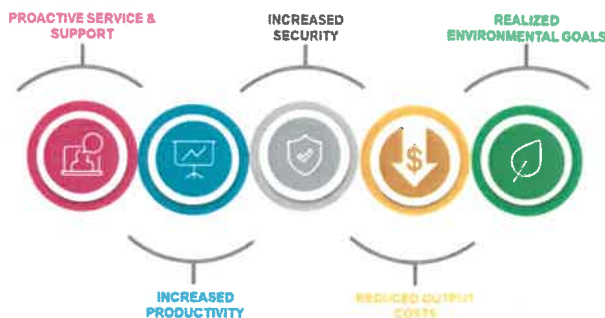 PROACTIVE SERVICE &
SUPPORT
INCREASED
SECURITY
REALIZED
ENVIRONMENTAL GOALS
$
INCREASED
PRODUCTIVITY
REDUCED OUTPUT
COSTS